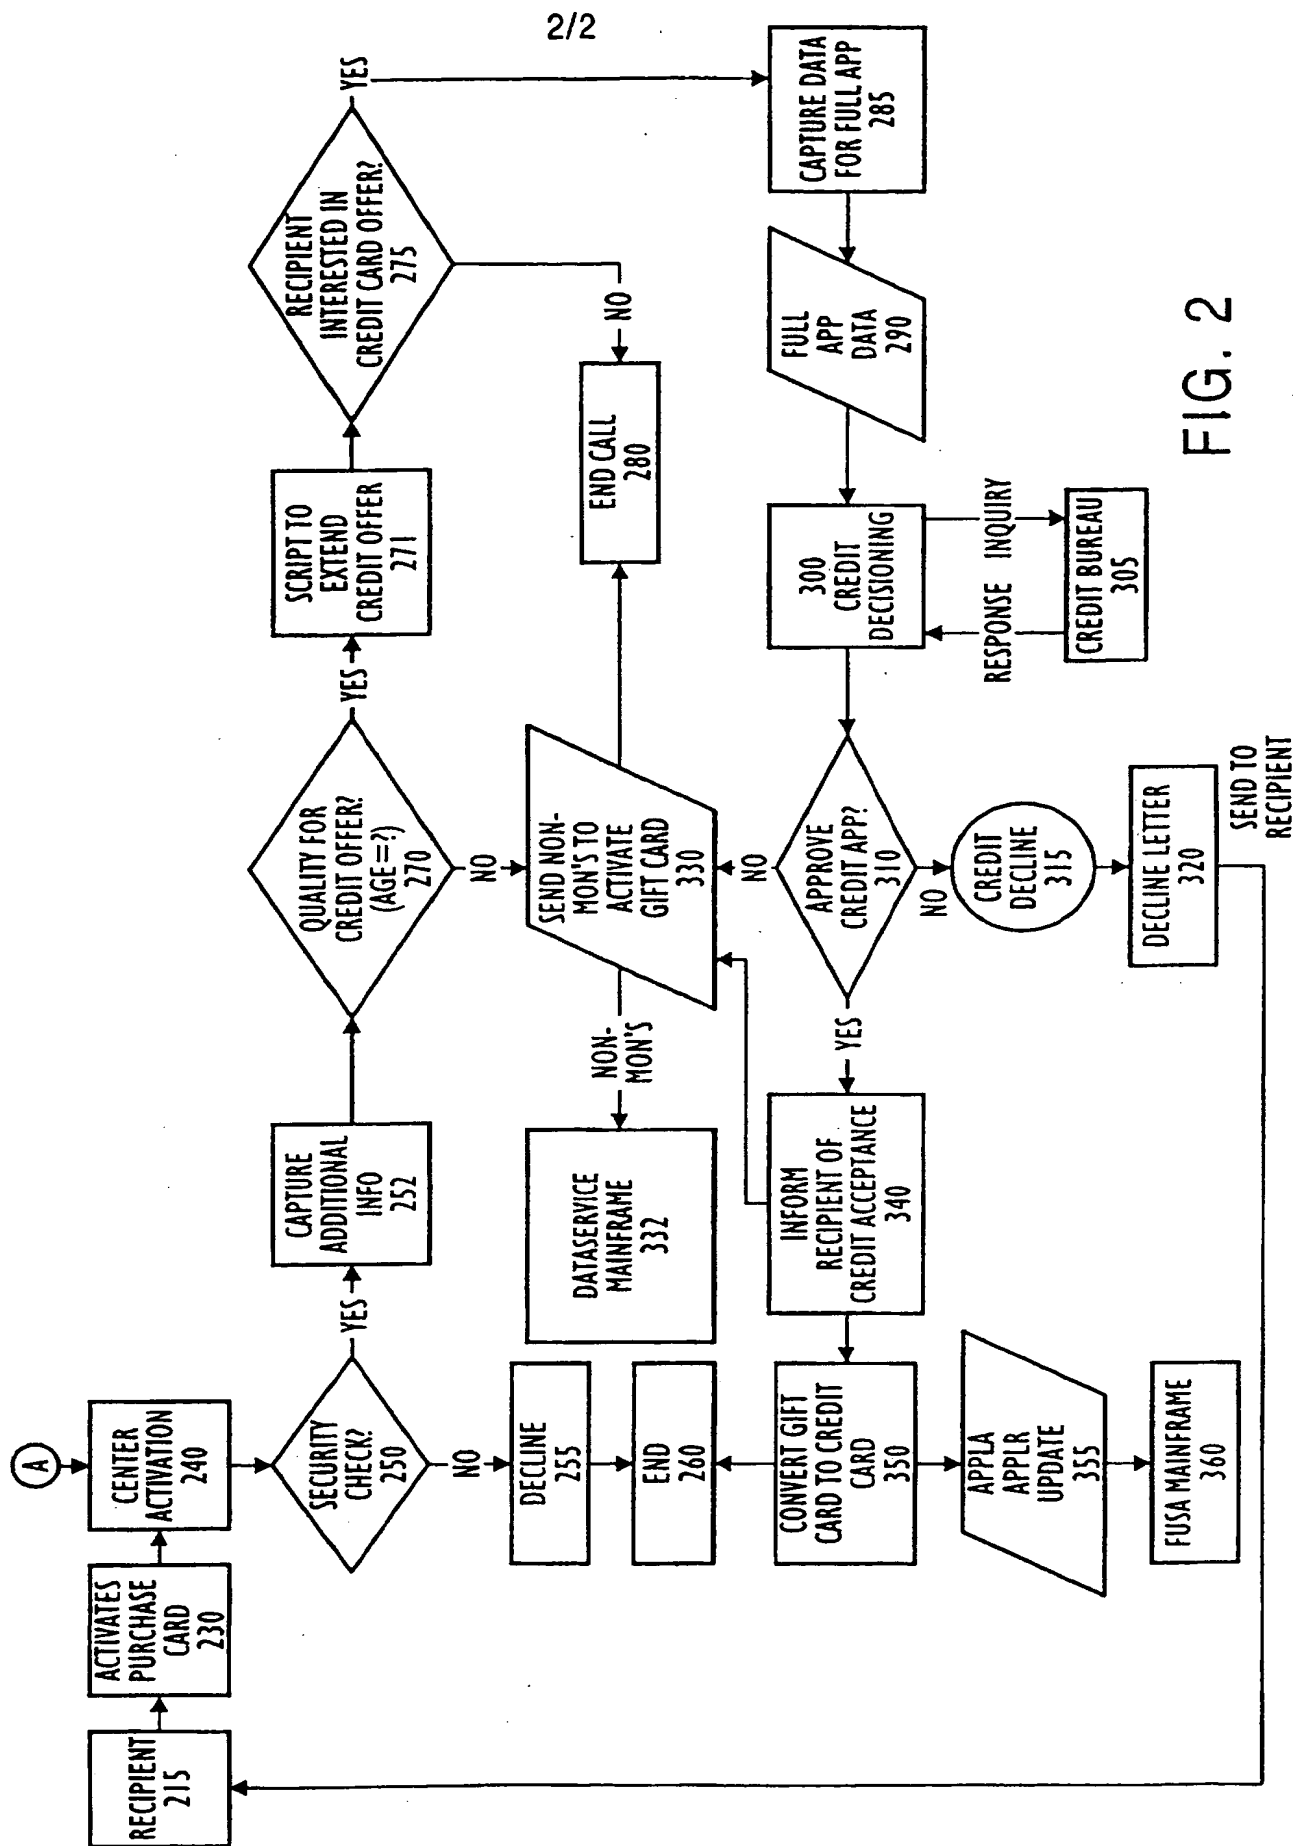 2/2
A
RECIPIENT
215
ACTIVATES
PURCHASE
CARD
230
CENTER
ACTIVATION
240
SECURITY
CHECK?
250
YES
NO
CAPTURE
ADDITIONAL
INFO
252
QUALITY FOR
CREDIT OFFER?
(AGE=?)
270
YES
NO
SCRIPT TO
EXTEND
CREDIT OFFER
271
RECIPIENT
INTERESTED IN
CREDIT CARD OFFER?
275
YES
NO
DECLINE
255
END
260
DATASERVICE
MAINFRAME
332
NON-
MON'S
SEND NON-
MON'S TO
ACTIVATE
GIFT CARD
330
END CALL
280
CONVERT GIFT
CARD TO CREDIT
CARD
350
INFORM
RECIPIENT OF
CREDIT ACCEPTANCE
340
YES
APPROVE
CREDIT APP?
310
NO
NO
300
CREDIT
DECISIONING
FULL
APP
DATA
290
CAPTURE DATA
FOR FULL APP
285
APPLA
APPLR
UPDATE
355
CREDIT
DECLINE
315
RESPONSE
INQUIRY
FUSA MAINFRAME
360
DECLINE LETTER
320
CREDIT BUREAU
305
SEND TO
RECIPIENT
FIG. 2